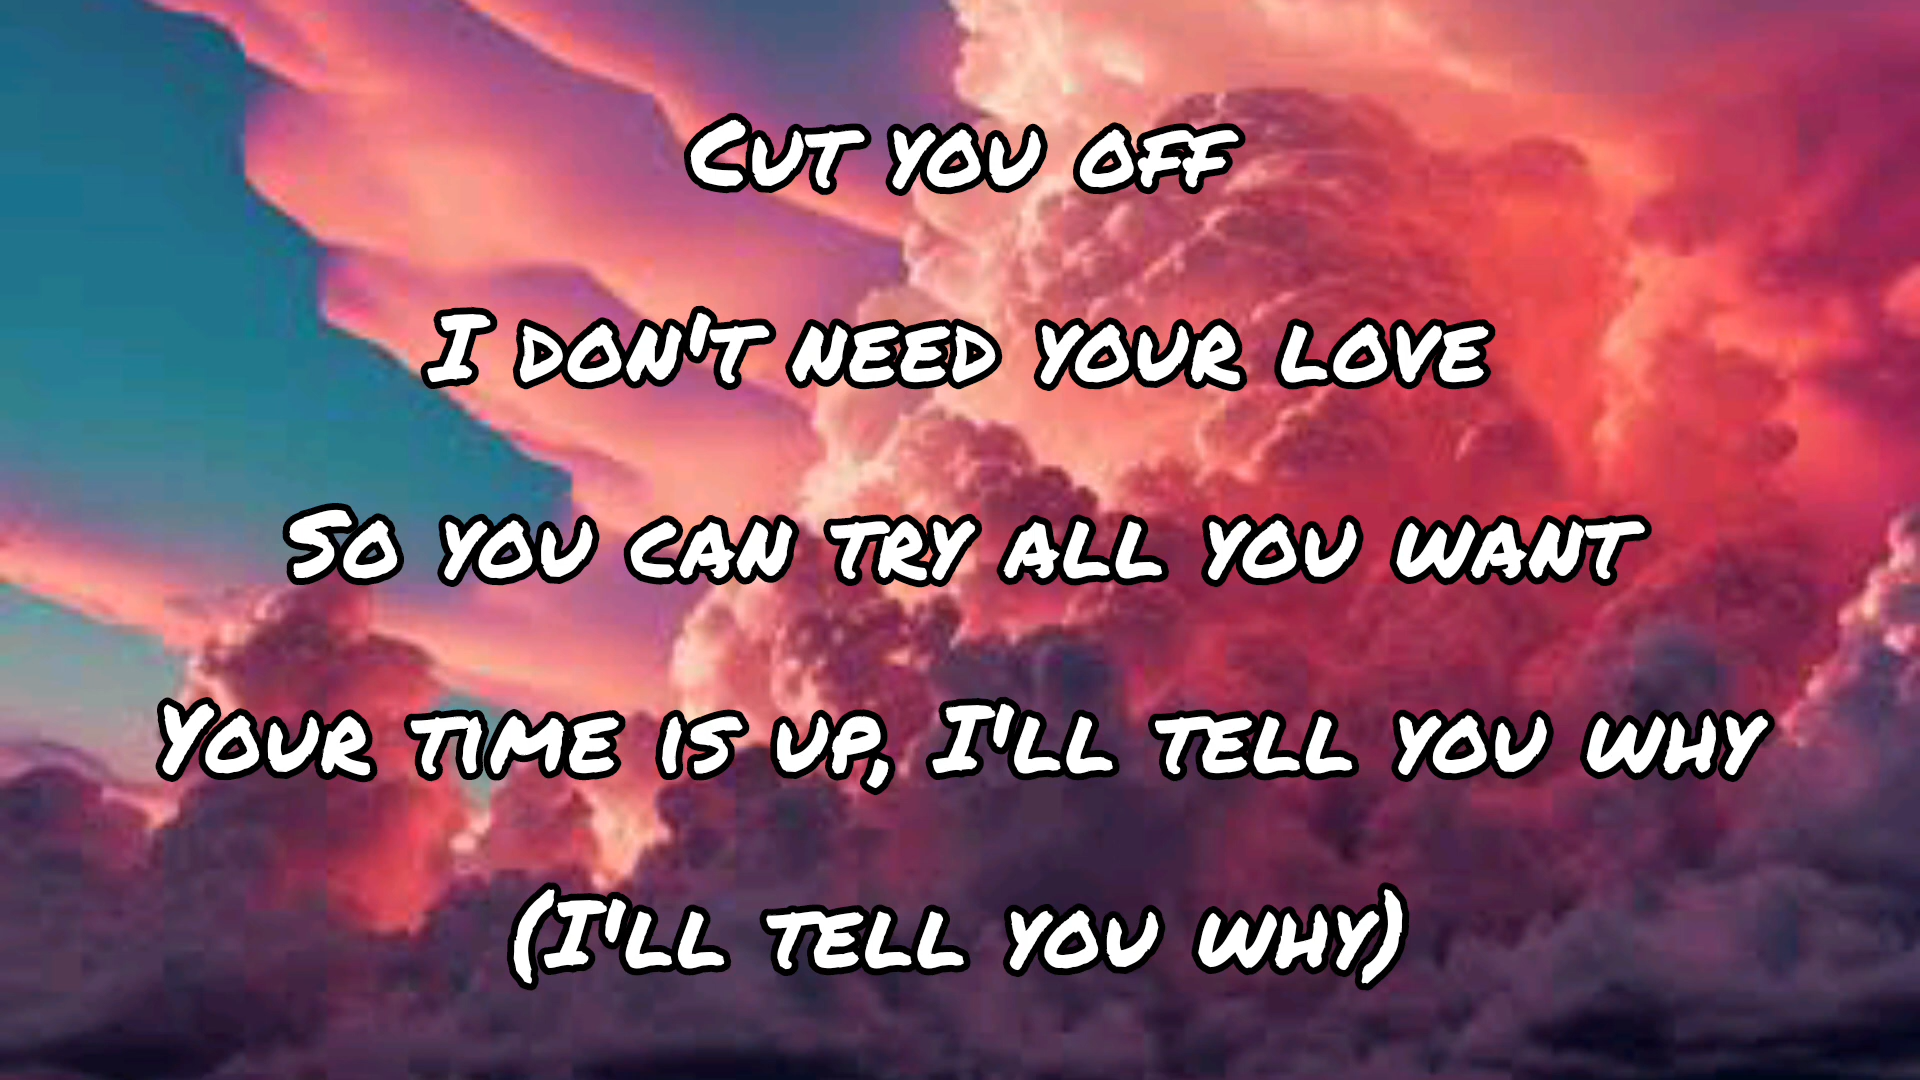 Cut you off
I don't need your love
So you can try all you want
Your time is up, I'll tell you why
(I'll tell you why)